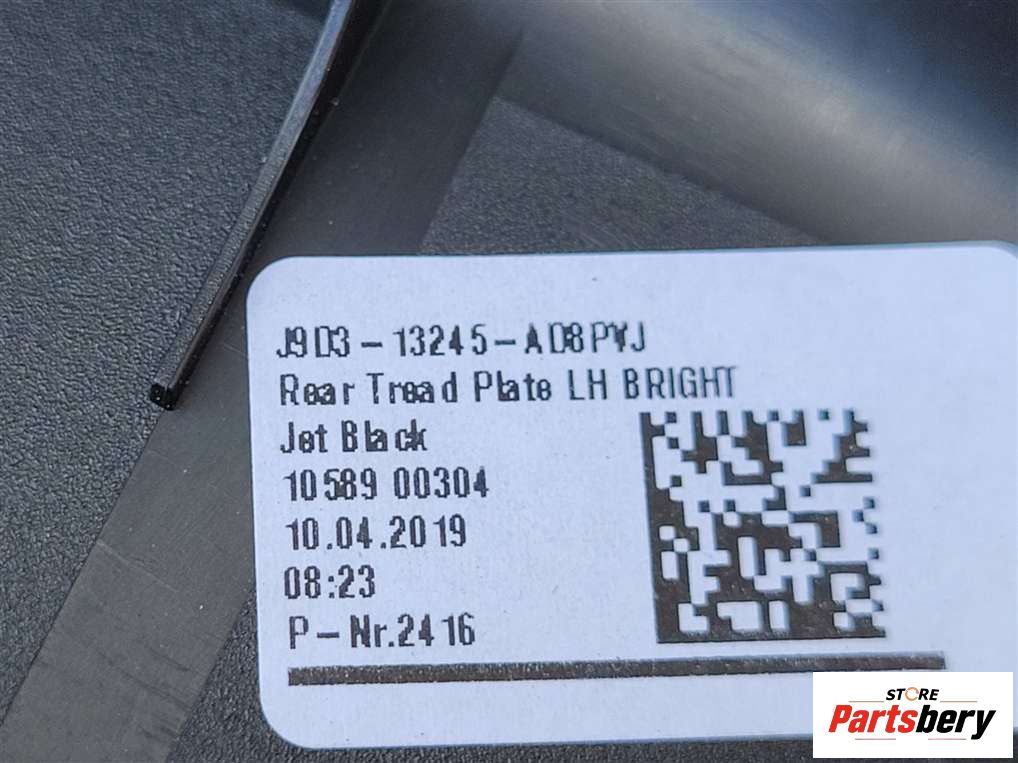 J9D3-13245-AD8PVJ
Rear Tread Plate LH BRIGHT
Jet Black
10589 00304
10.04.2019
08:23
P-Nr.2416
STORE
Partsbery